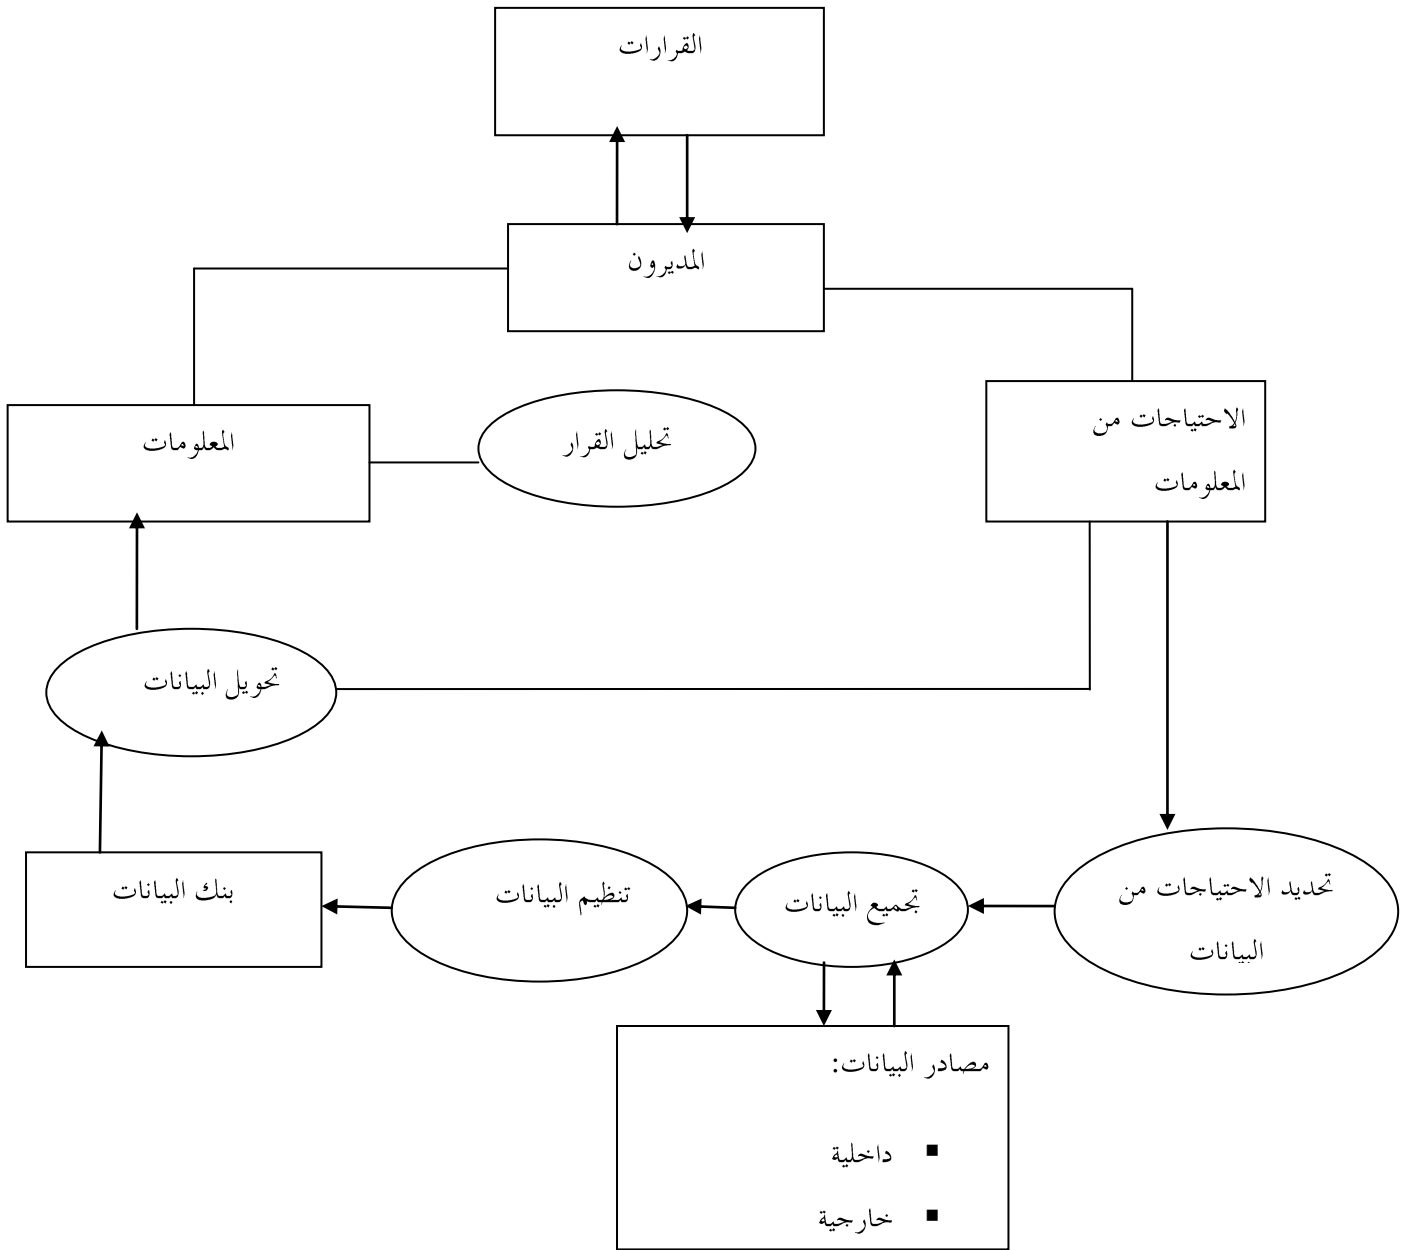 القرارات
المديرون
الاحتياجات من
المعلومات
تحليل القرار
المعلومات
تحويل البيانات
تحديد الاحتياجات من
البيانات
تجميع البيانات
تنظيم البيانات
بنك البيانات
مصادر البيانات:
▪ داخلية
▪ خارجية